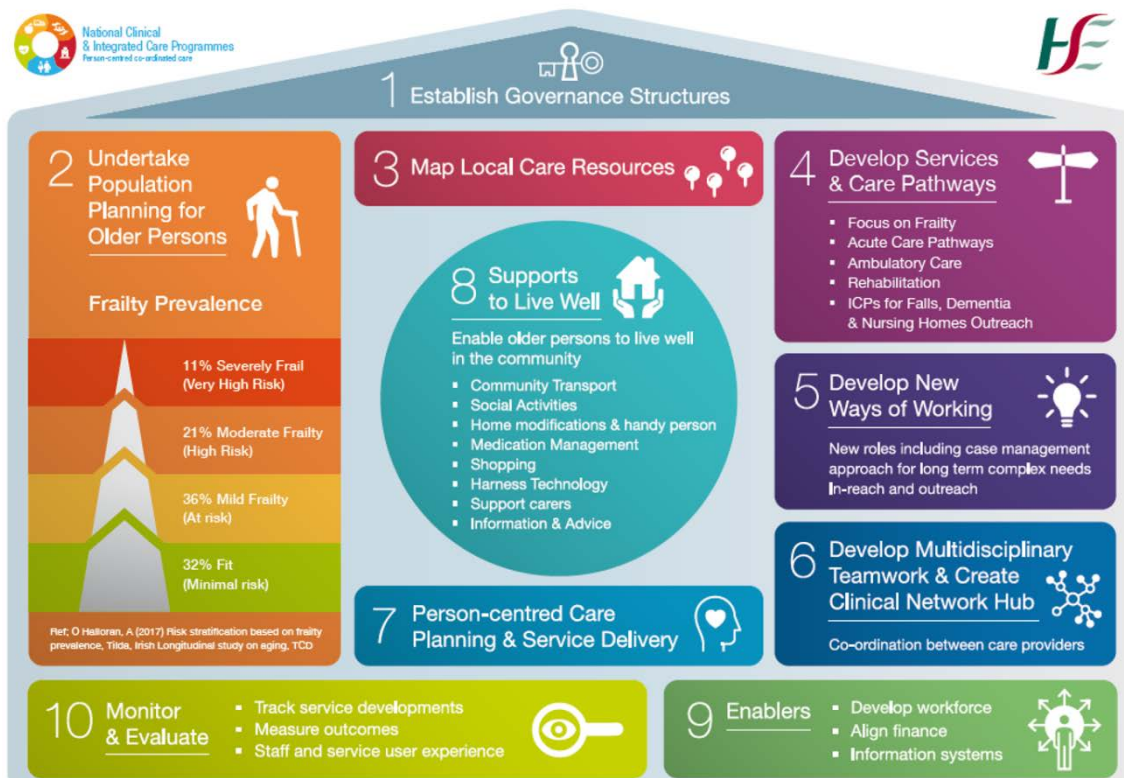 National Clinical
& Integrated Care Programmes
Person-centred co-ordinated care
HSE
1 Establish Governance Structures
2 Undertake
Population
Planning for
Older Persons
Frailty Prevalence
11% Severely Frail
(Very High Risk)
21% Moderate Frailty
(High Risk)
36% Mild Frailty
(At risk)
32% Fit
(Minimal risk)
Ref; O Halloran, A (2017) Risk stratification based on frailty
prevalence, Tilda, Irish Longitudinal study on aging, TCD
3 Map Local Care Resources
4 Develop Services
& Care Pathways
▪ Focus on Frailty
▪ Acute Care Pathways
▪ Ambulatory Care
▪ Rehabilitation
▪ ICPs for Falls, Dementia
& Nursing Homes Outreach
5 Develop New
Ways of Working
New roles including case management
approach for long term complex needs
In-reach and outreach
6 Develop Multidisciplinary
Teamwork & Create
Clinical Network Hub
Co-ordination between care providers
7 Person-centred Care
Planning & Service Delivery
8 Supports
to Live Well
Enable older persons to live well
in the community
▪ Community Transport
▪ Social Activities
▪ Home modifications & handy person
▪ Medication Management
▪ Shopping
▪ Harness Technology
▪ Support carers
▪ Information & Advice
9 Enablers
▪ Develop workforce
▪ Align finance
▪ Information systems
10 Monitor
& Evaluate
▪ Track service developments
▪ Measure outcomes
▪ Staff and service user experience